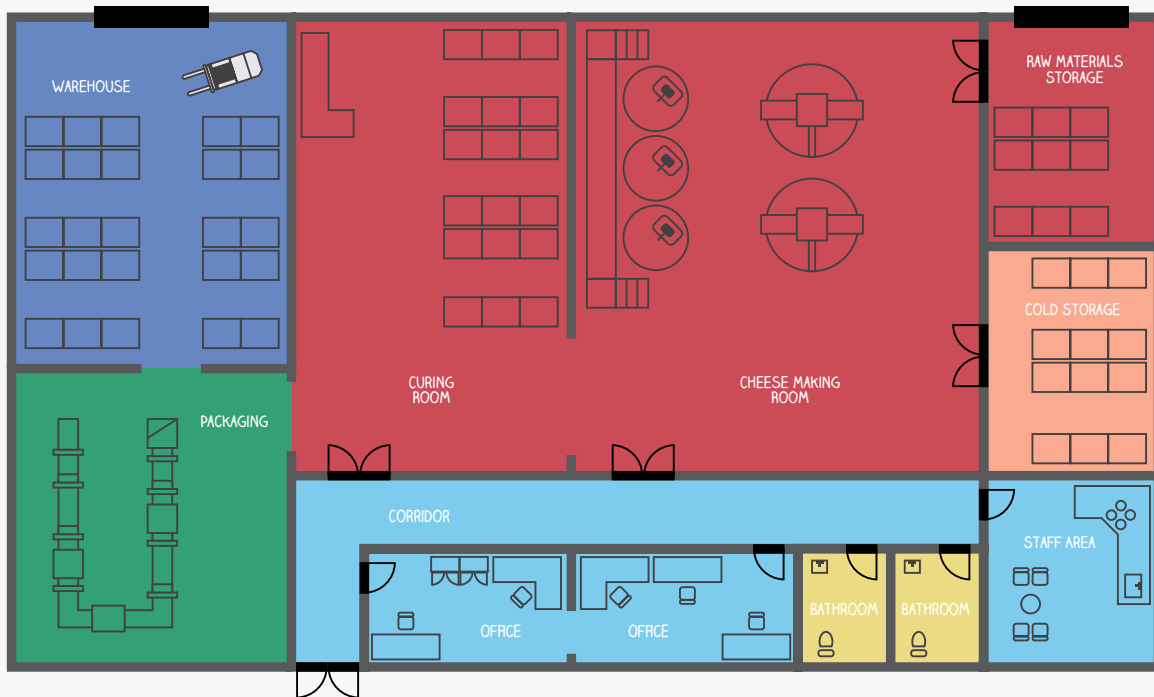 WAREHOUSE
RAW MATERIALS
STORAGE
COLD STORAGE
CURING
ROOM
CHEESE MAKING
ROOM
PACKAGING
CORRIDOR
STAFF AREA
OFFICE
OFFICE
BATHROOM
BATHROOM